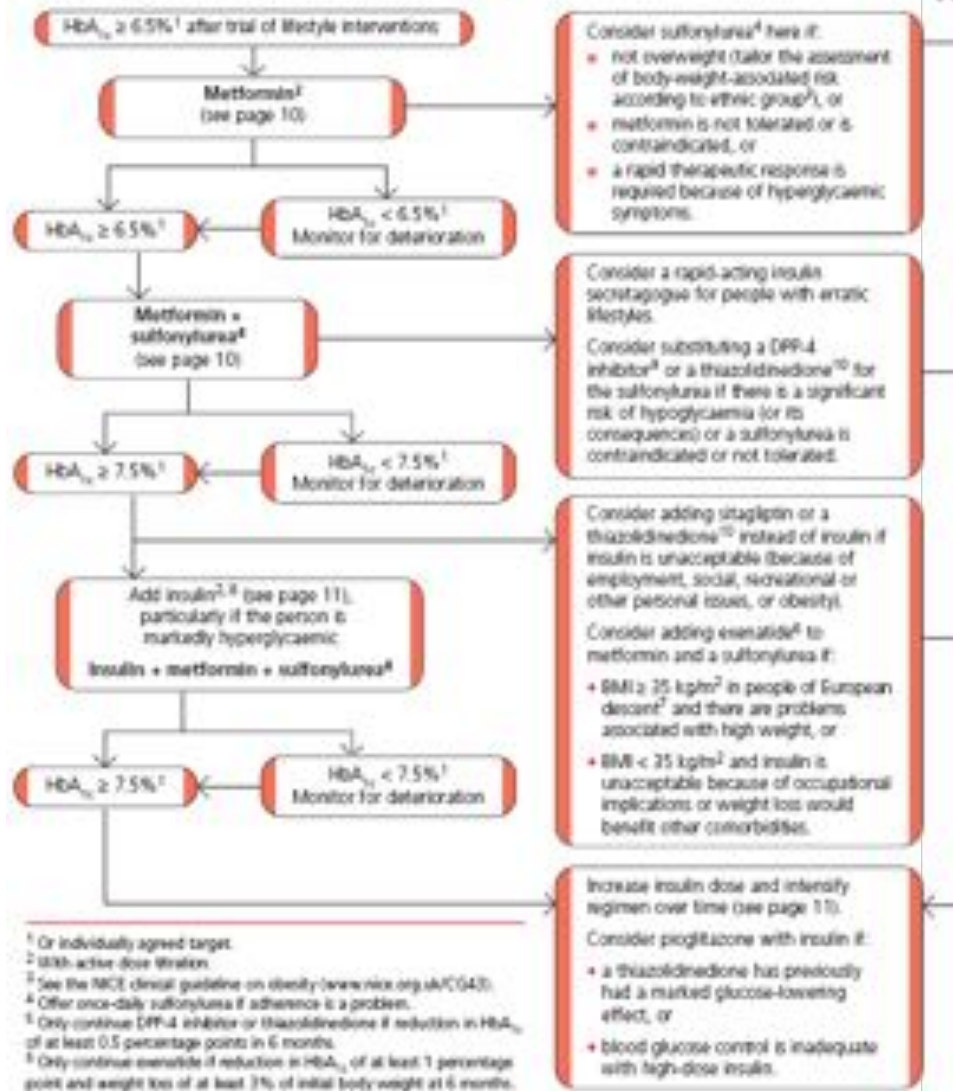 HbA1c ≥ 6.5%1 after trial of lifestyle interventions
Metformin2
(see page 10)
Consider sulfonylurea4 here if:
• not overweight (tailor the assessment
of body-weight-associated risk
according to ethnic group3), or
• metformin is not tolerated or is
contraindicated, or
• a rapid therapeutic response is
required because of hyperglycaemic
symptoms.
HbA1c ≥ 6.5%1
HbA1c < 6.5%1
Monitor for deterioration
Metformin +
sulfonylurea
(see page 10)
Consider a rapid-acting insulin
secretagogue for people with erratic
lifestyles.
Consider substituting a DPP-4
inhibitor or a thiazolidinedione for
the sulfonylurea if there is a significant
risk of hypoglycaemia (or its
consequences) or a sulfonylurea is
contraindicated or not tolerated.
HbA1c ≥ 7.5%1
HbA1c < 7.5%1
Monitor for deterioration
Consider adding sitagliptin or a
thiazolidinedione instead of insulin if
insulin is unacceptable (because of
employment, social, recreational or
other personal issues, or obesity).
Consider adding exenatide6 to
metformin and a sulfonylurea if:
• BMI ≥ 35 kg/m2 in people of European
descent7 and there are problems
associated with high weight, or
• BMI < 35 kg/m2 and insulin is
unacceptable because of occupational
implications or weight loss would
benefit other comorbidities.
Add insulin (see page 11),
particularly if the person is
markedly hyperglycaemic
Insulin + metformin + sulfonylurea
HbA1c ≥ 7.5%1
HbA1c < 7.5%1
Monitor for deterioration
Increase insulin dose and intensify
regimen over time (see page 11).
Consider pioglitazone with insulin if:
• a thiazolidinedione has previously
had a marked glucose-lowering
effect, or
• blood glucose control is inadequate
with high-dose insulin.
1 Or individually agreed target.
2 With active dose titration.
3 See the NICE clinical guideline on obesity (www.nice.org.uk/CG43).
4 Offer once-daily sulfonylurea if adherence is a problem.
5 Only continue DPP-4 inhibitor or thiazolidinedione if reduction in HbA1c
of at least 0.5 percentage points in 6 months.
6 Only continue exenatide if reduction in HbA1c of at least 1 percentage
point and weight loss of at least 3% of initial body weight at 6 months.